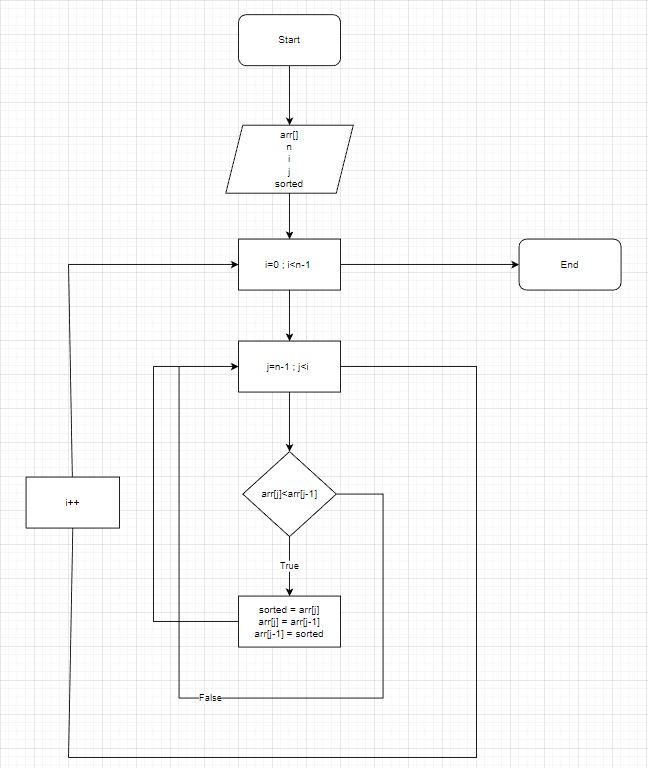 Start
arr[]
n
i
j
sorted
i=0 ; i<n-1
End
j=n-1 ; j<i
arr[j]<arr[j-1]
i++
True
sorted = arr[j]
arr[j] = arr[j-1]
arr[j-1] = sorted
False